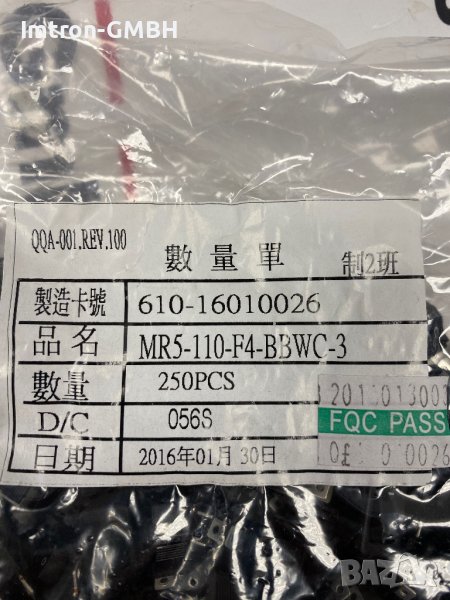 Imtron-GMBH
QQA-001.REV.100
數量單
制2班
製造卡號 610-16010026
品名 MR5-110-F4-BBWC-3
數量 250PCS
D/C 056S
日期 2016年01月30日
FQC PASS
BAZAR